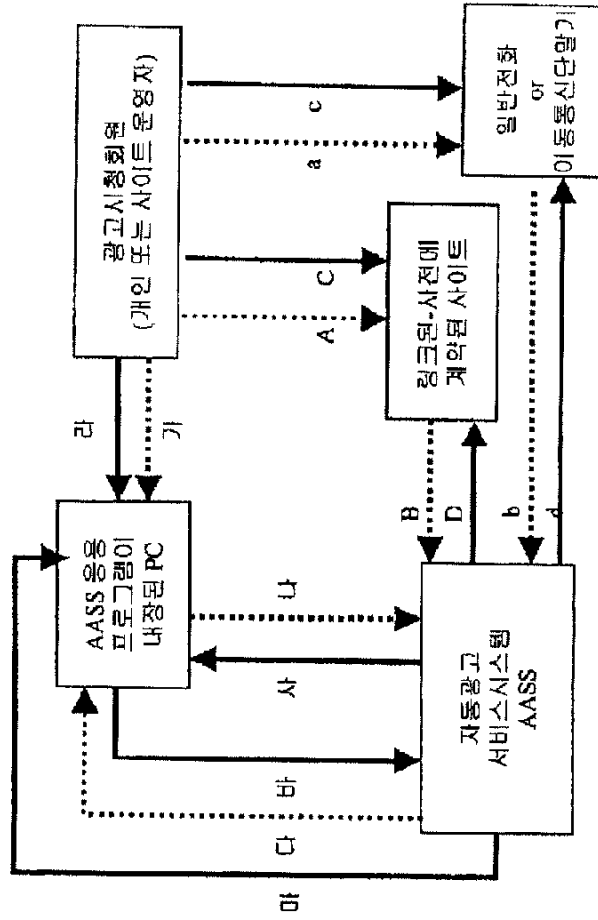 광고시청회원
(개인 또는 사이트 운영자)
라
가
A
C
a
c
AASS 응용
프로그램이
내장된 PC
링크된-사전에
계약된 사이트
일반전화
or
이동통신단말기
마
다
바
사
나
B
D
b
d
자동광고
서비스시스템
AASS